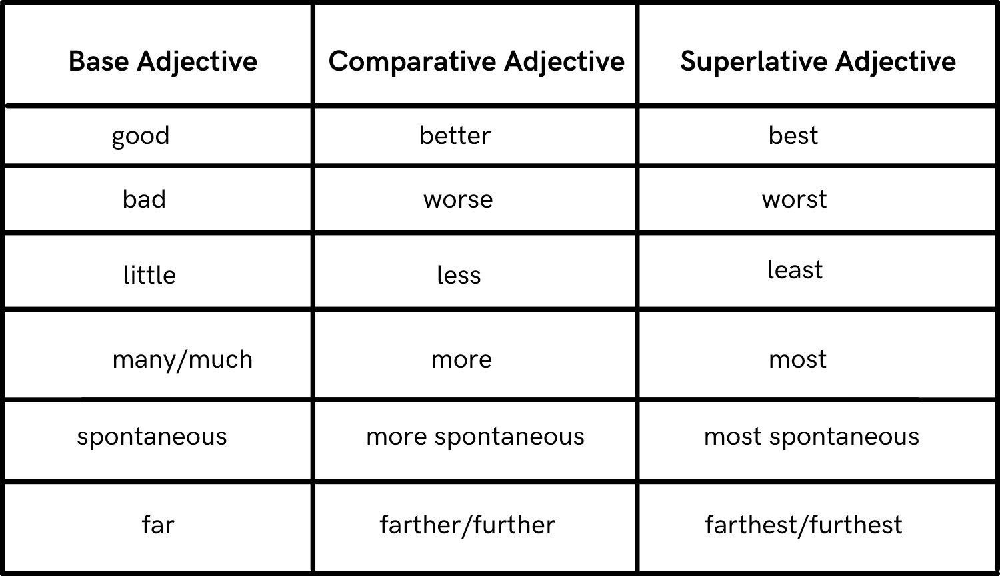 Base Adjective Comparative Adjective Superlative Adjective
good better best
bad worse worst
little less least
many/much more most
spontaneous more spontaneous most spontaneous
far farther/further farthest/furthest